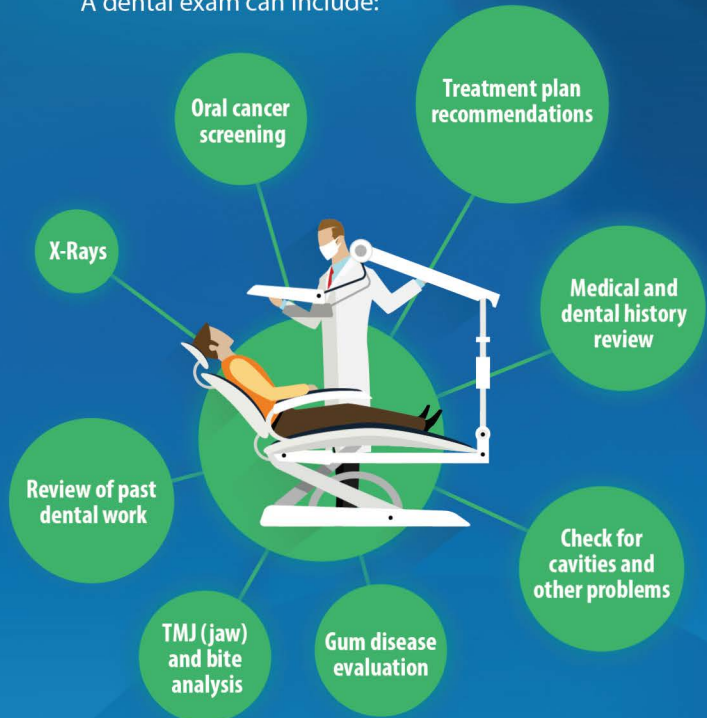 A dental exam can include:
Oral cancer
screening
Treatment plan
recommendations
X-Rays
Medical and
dental history
review
Review of past
dental work
Check for
cavities and
other problems
TMJ (jaw)
and bite
analysis
Gum disease
evaluation